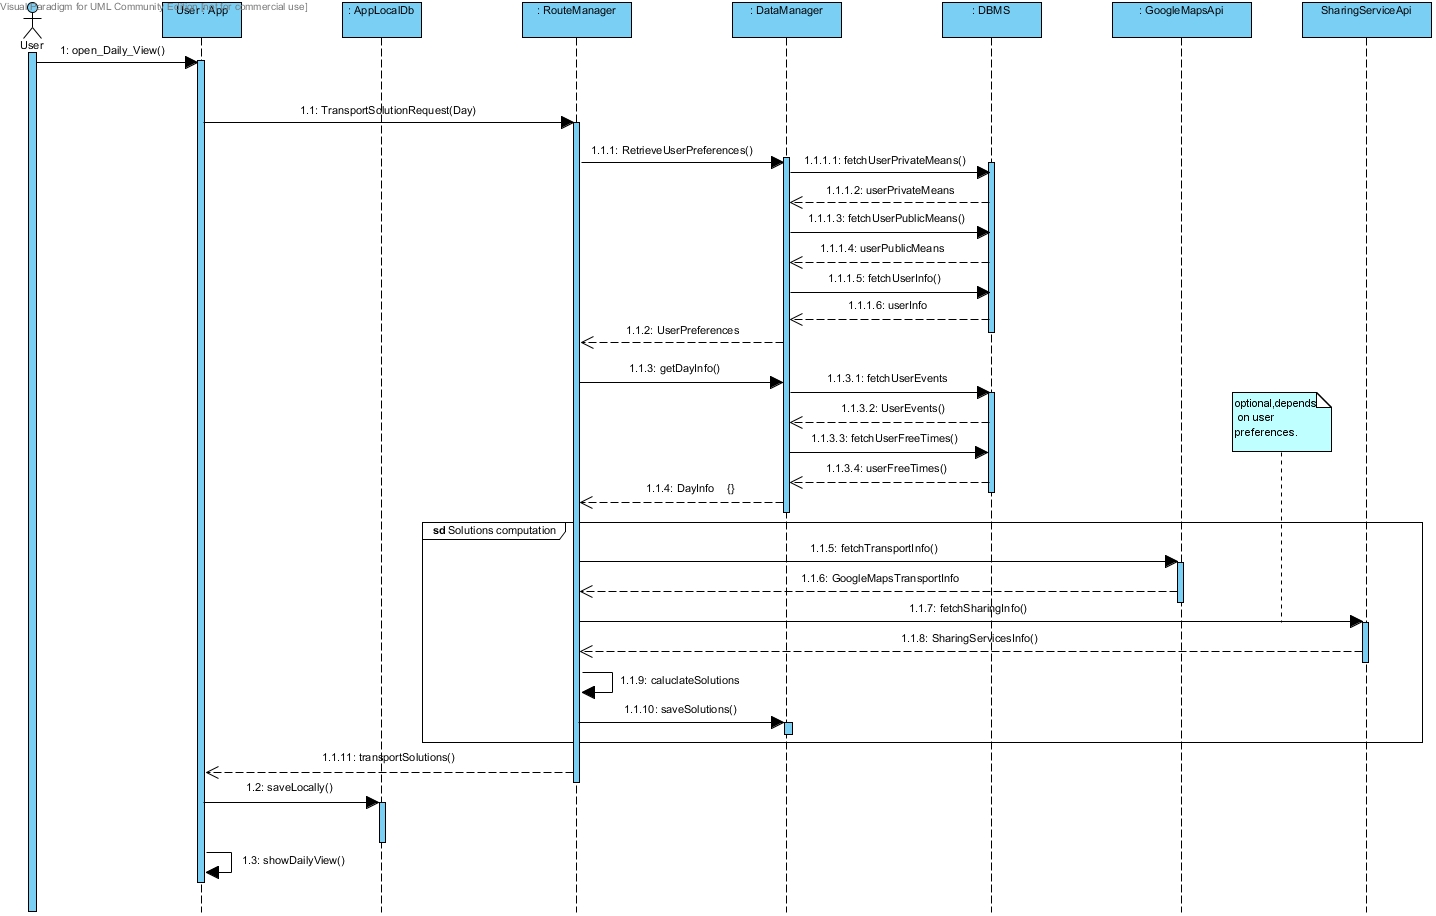 Visual Paradigm for UML Community Edition [not for commercial use]
User : App
: AppLocalDb
: RouteManager
: DataManager
: DBMS
: GoogleMapsApi
SharingServiceApi
User
1: open_Daily_View()
1.1: TransportSolutionRequest(Day)
1.1.1: RetrieveUserPreferences()
1.1.1.1: fetchUserPrivateMeans()
1.1.1.2: userPrivateMeans
1.1.1.3: fetchUserPublicMeans()
1.1.1.4: userPublicMeans
1.1.1.5: fetchUserInfo()
1.1.1.6: userInfo
1.1.2: UserPreferences
1.1.3: getDayInfo()
1.1.3.1: fetchUserEvents
1.1.3.2: UserEvents()
1.1.3.3: fetchUserFreeTimes()
1.1.3.4: userFreeTimes()
1.1.4: DayInfo {}
optional,depends
on user
preferences.
sd Solutions computation
1.1.5: fetchTransportInfo()
1.1.6: GoogleMapsTransportInfo
1.1.7: fetchSharingInfo()
1.1.8: SharingServicesInfo()
1.1.9: caluclateSolutions
1.1.10: saveSolutions()
1.1.11: transportSolutions()
1.2: saveLocally()
1.3: showDailyView()